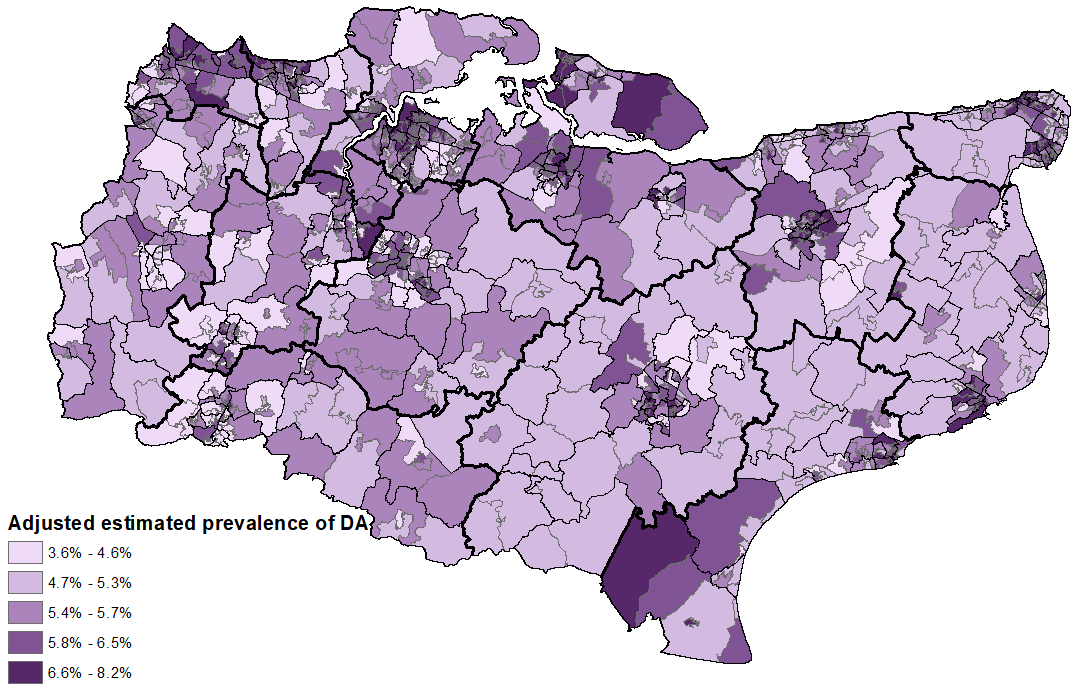 Adjusted estimated prevalence of DA
3.6% - 4.6%
4.7% - 5.3%
5.4% - 5.7%
5.8% - 6.5%
6.6% - 8.2%